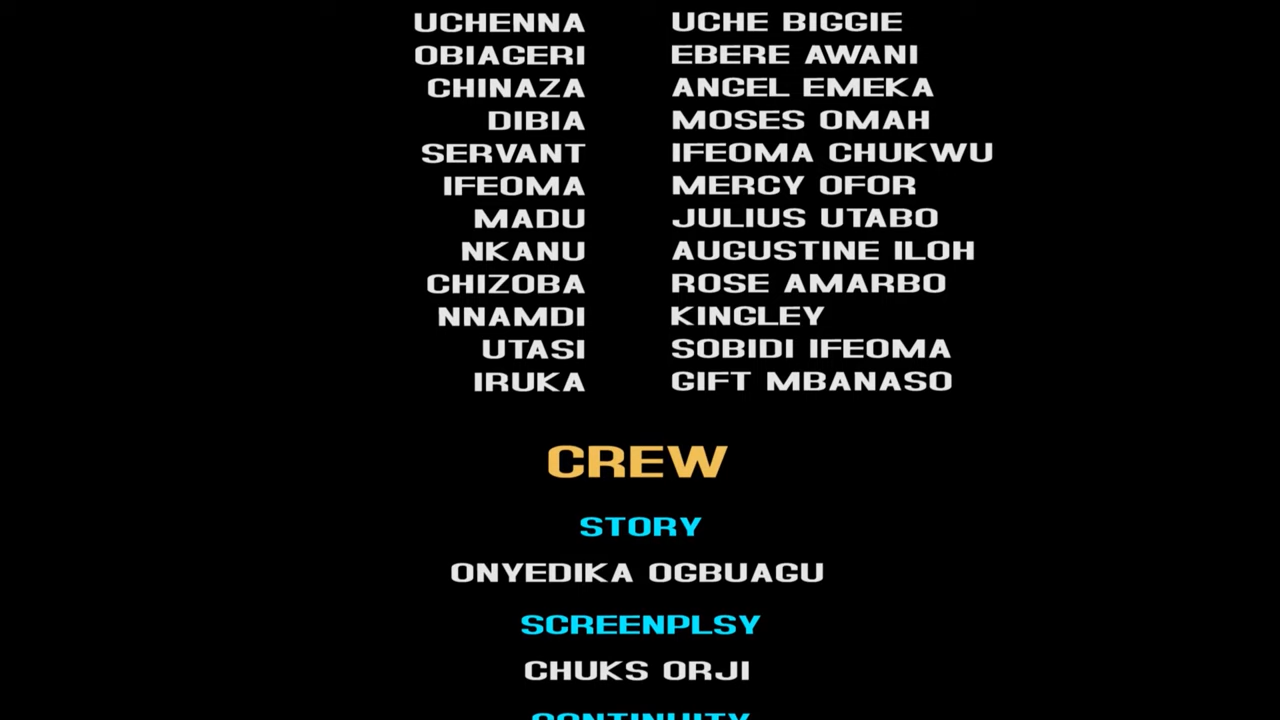 UCHENNA UCHE BIGGIE
OBIAGERI EBERE AWANI
CHINAZA ANGEL EMEKA
DIBIA MOSES OMAH
SERVANT IFEOMA CHUKWU
IFEOMA MERCY OFOR
MADU JULIUS UTABO
NKANU AUGUSTINE ILOH
CHIZOBA ROSE AMARBO
NNAMDI KINGLEY
UTASI SOBIDI IFEOMA
IRUKA GIFT MBANASO
CREW
STORY
ONYEDIKA OGBUAGU
SCREENPLSY
CHUKS ORJI
CONTINUITY